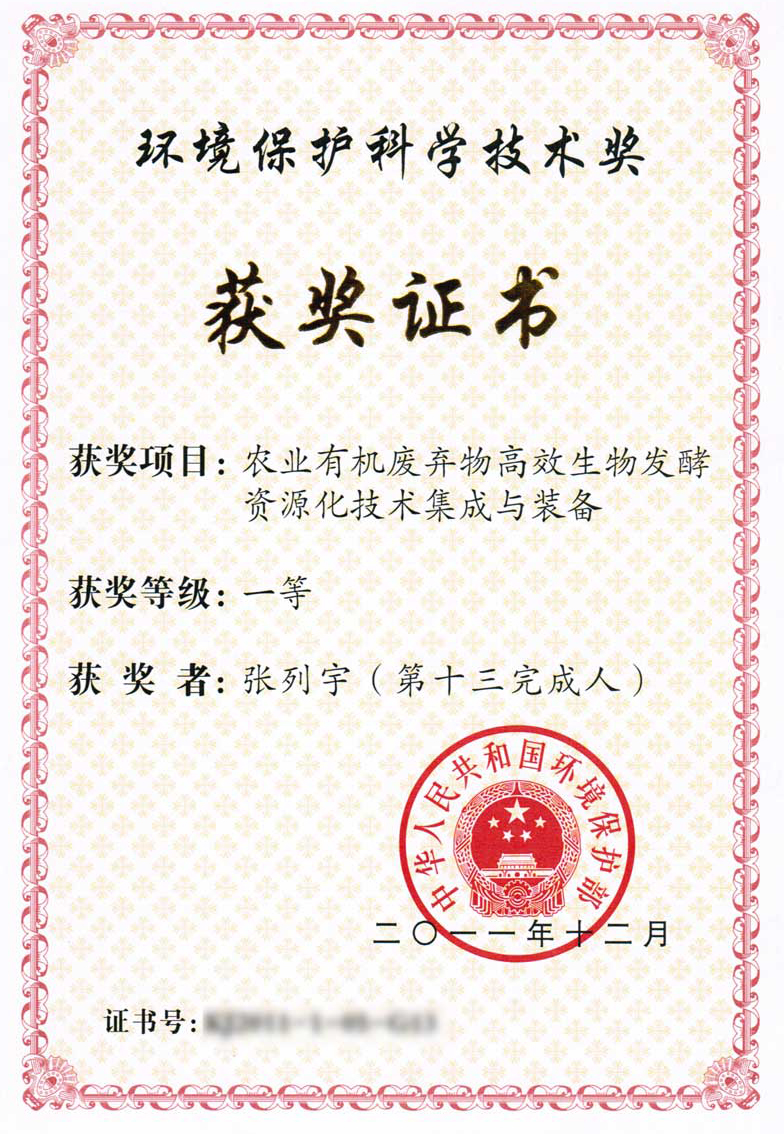 环境保护科学技术奖
获奖证书
获奖项目：农业有机废弃物高效生物发酵
资源化技术集成与装备
获奖等级：一等
获 奖 者：张列宇（第十三完成人）
中华人民共和国环境保护部
二〇一一年十二月
证书号：